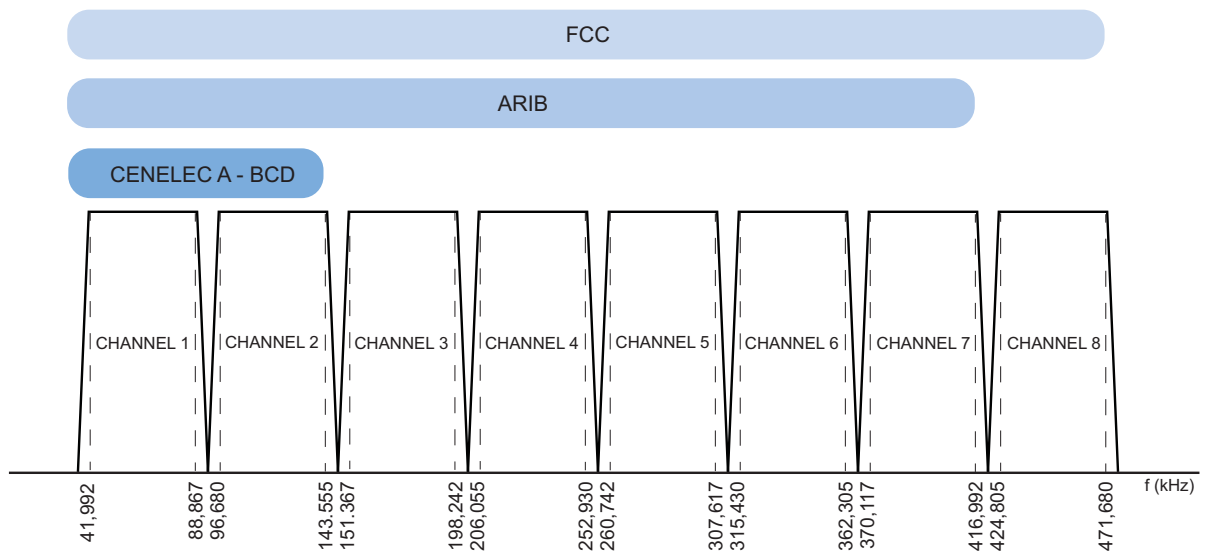 FCC
ARIB
CENELEC A - BCD
CHANNEL 1
CHANNEL 2
CHANNEL 3
CHANNEL 4
CHANNEL 5
CHANNEL 6
CHANNEL 7
CHANNEL 8
41,992
88,867
96,680
143.555
151.367
198,242
206,055
252,930
260,742
307,617
315,430
362,305
370,117
416,992
424,805
471,680
f (kHz)